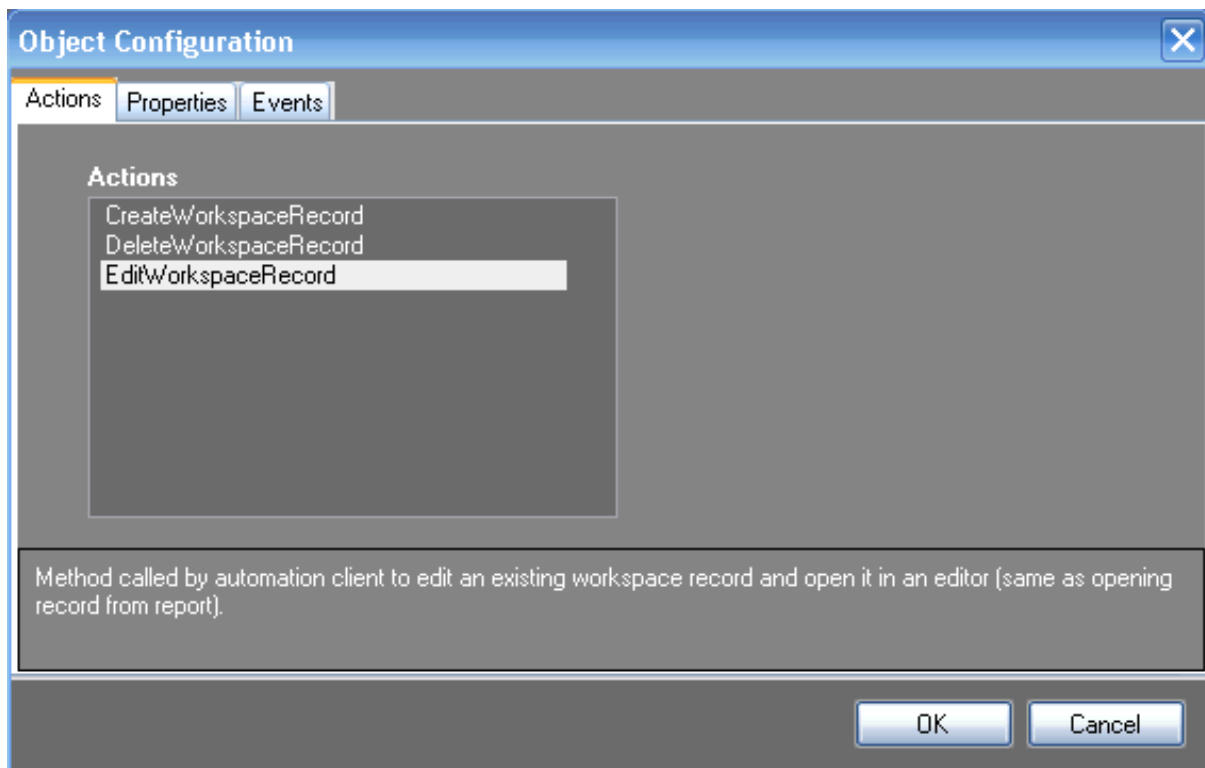 Object Configuration
Actions Properties Events
Actions
CreateWorkspaceRecord
DeleteWorkspaceRecord
EditWorkspaceRecord
Method called by automation client to edit an existing workspace record and open it in an editor (same as opening
record from report).
OK Cancel